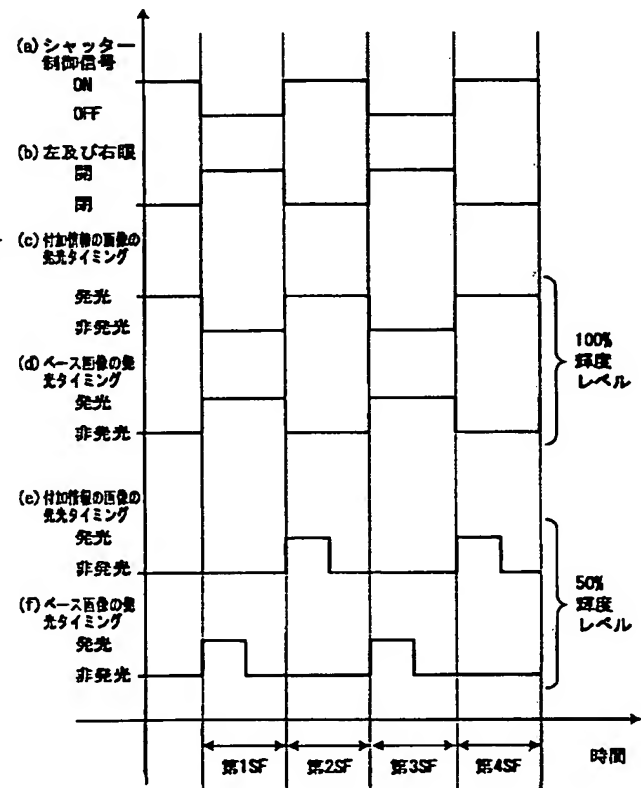 (a)シャッター
制御信号
ON
OFF
(b)左及び右眼
開
閉
(c)付加情報の画像の
発光タイミング
発光
非発光
(d)ベース画像の発
光タイミング
発光
非発光
100%
輝度
レベル
(e)付加情報の画像の
発光タイミング
発光
非発光
(f)ベース画像の発
光タイミング
発光
非発光
50%
輝度
レベル
第1SF
第2SF
第3SF
第4SF
時間